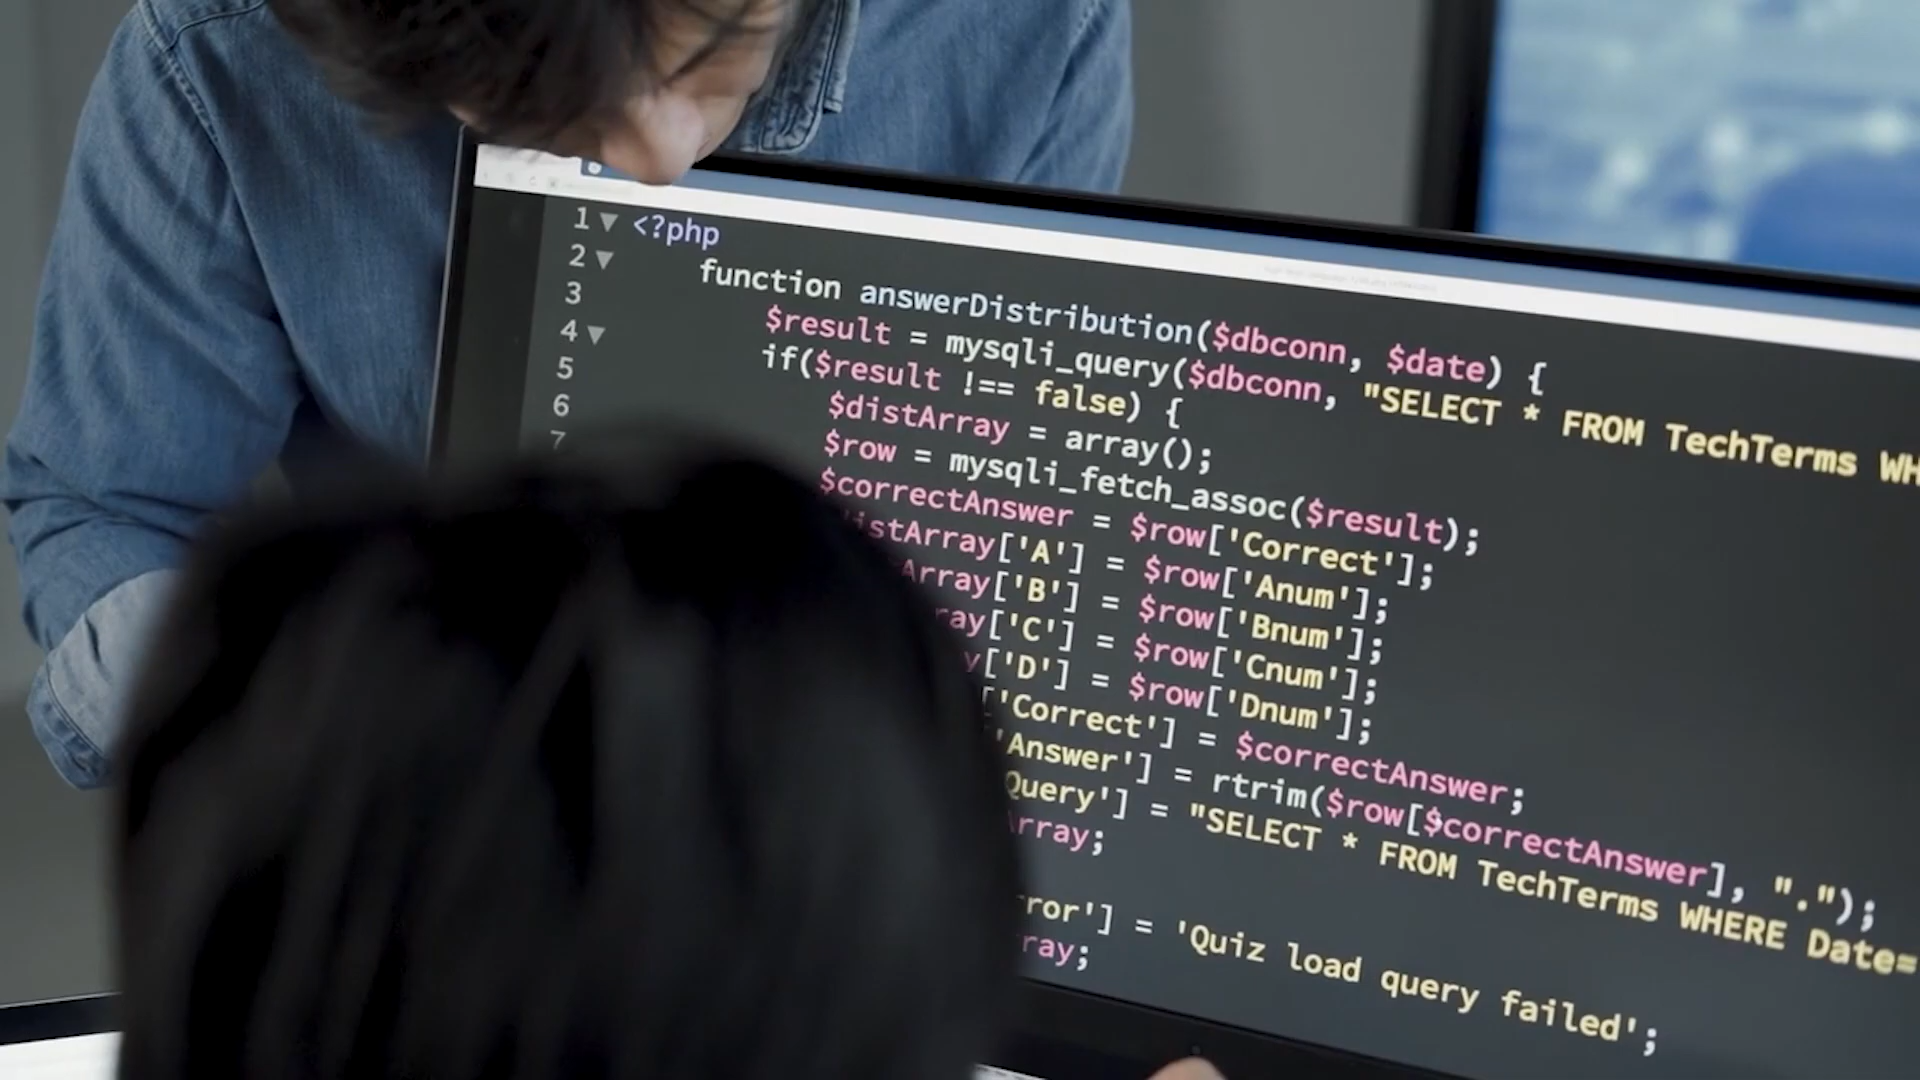 1 <?php
2 function answerDistribution($dbconn, $date) {
3 $result = mysqli_query($dbconn, "SELECT * FROM TechTerms WH
4 if($result !== false) {
5 $distArray = array();
6 $row = mysqli_fetch_assoc($result);
7 $correctAnswer = $row['Correct'];
istArray['A'] = $row['Anum'];
Array['B'] = $row['Bnum'];
ray['C'] = $row['Cnum'];
y['D'] = $row['Dnum'];
['Correct'] = $correctAnswer;
'Answer'] = rtrim($row[$correctAnswer], ".");
Query'] = "SELECT * FROM TechTerms WHERE Date=
rray;
ror'] = 'Quiz load query failed';
ray;